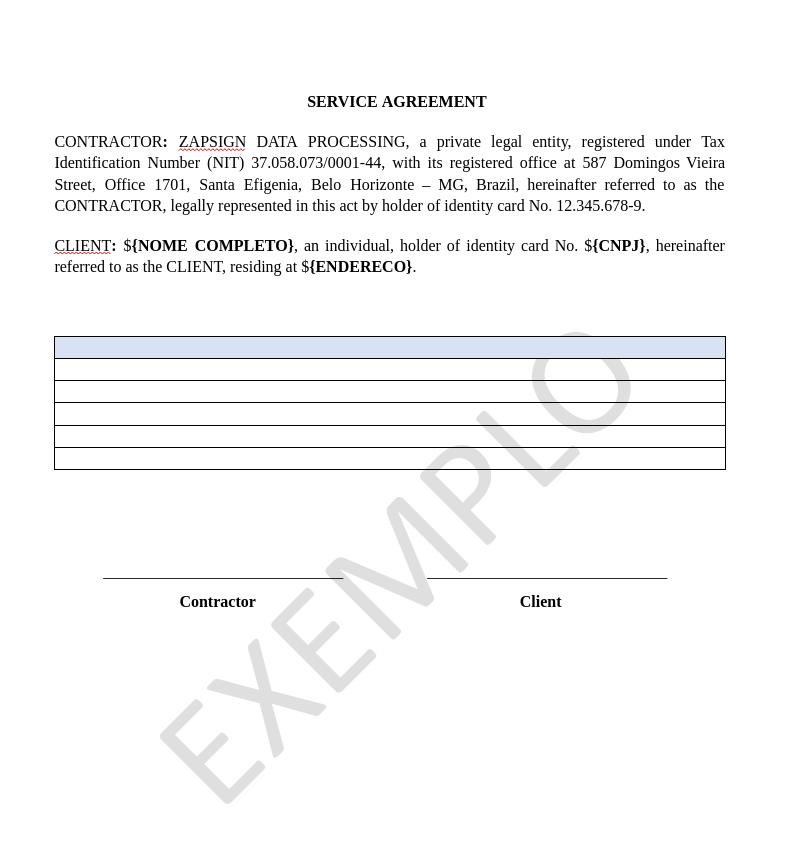 SERVICE AGREEMENT
CONTRACTOR: ZAPSIGN DATA PROCESSING, a private legal entity, registered under Tax
Identification Number (NIT) 37.058.073/0001-44, with its registered office at 587 Domingos Vieira
Street, Office 1701, Santa Efigenia, Belo Horizonte – MG, Brazil, hereinafter referred to as the
CONTRACTOR, legally represented in this act by holder of identity card No. 12.345.678-9.
CLIENT: ${NOME COMPLETO}, an individual, holder of identity card No. ${CNPJ}, hereinafter
referred to as the CLIENT, residing at ${ENDERECO}.
EXEMPLO
Contractor Client